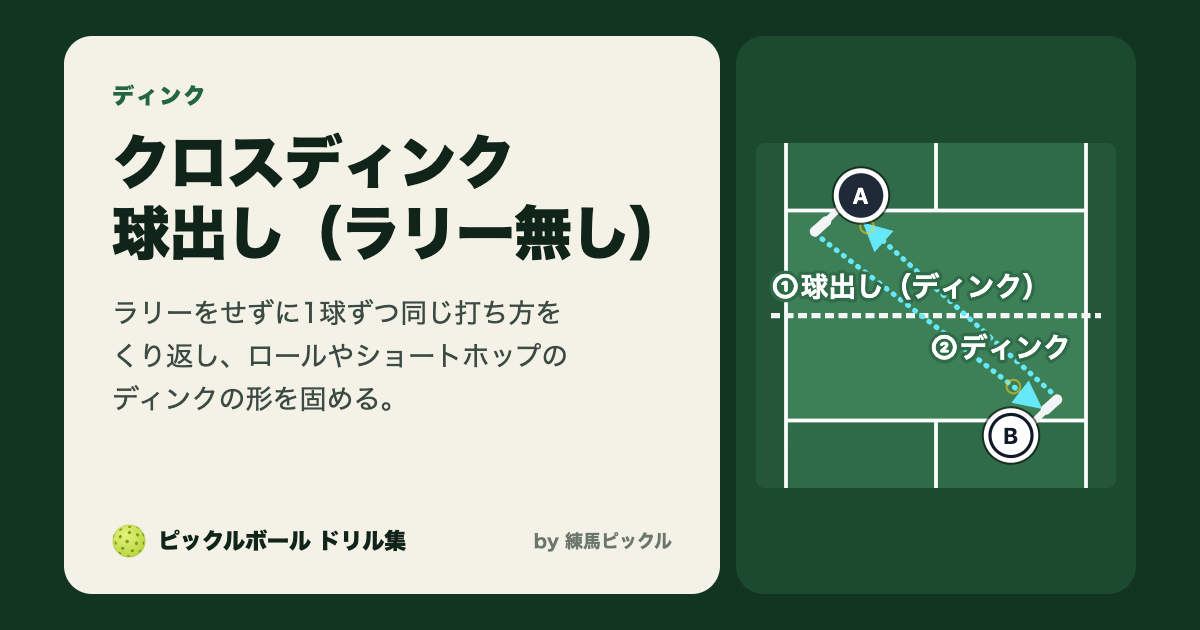 ディンク
クロスディンク
球出し（ラリー無し）
ラリーをせずに1球ずつ同じ打ち方を
くり返し、ロールやショートホップの
ディンクの形を固める。
ピックルボール ドリル集
by 練馬ピックル
A
①球出し（ディンク）
②ディンク
B